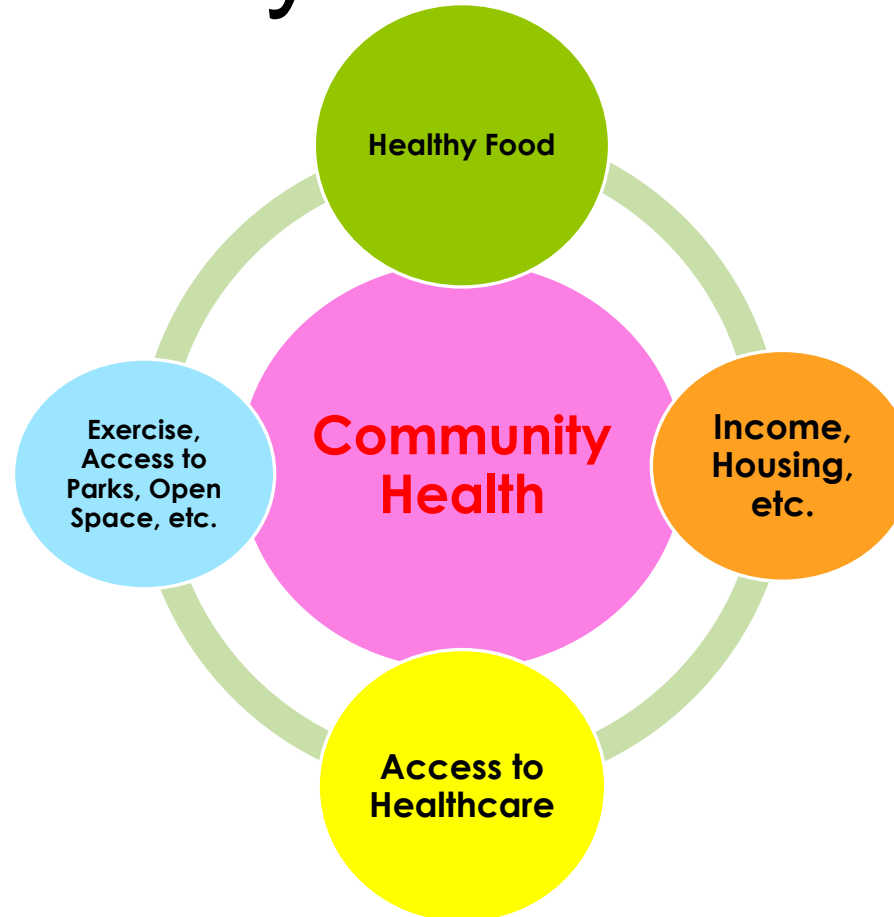 Healthy Food
Exercise,
Access to
Parks, Open
Space, etc.
Community
Health
Income,
Housing,
etc.
Access to
Healthcare